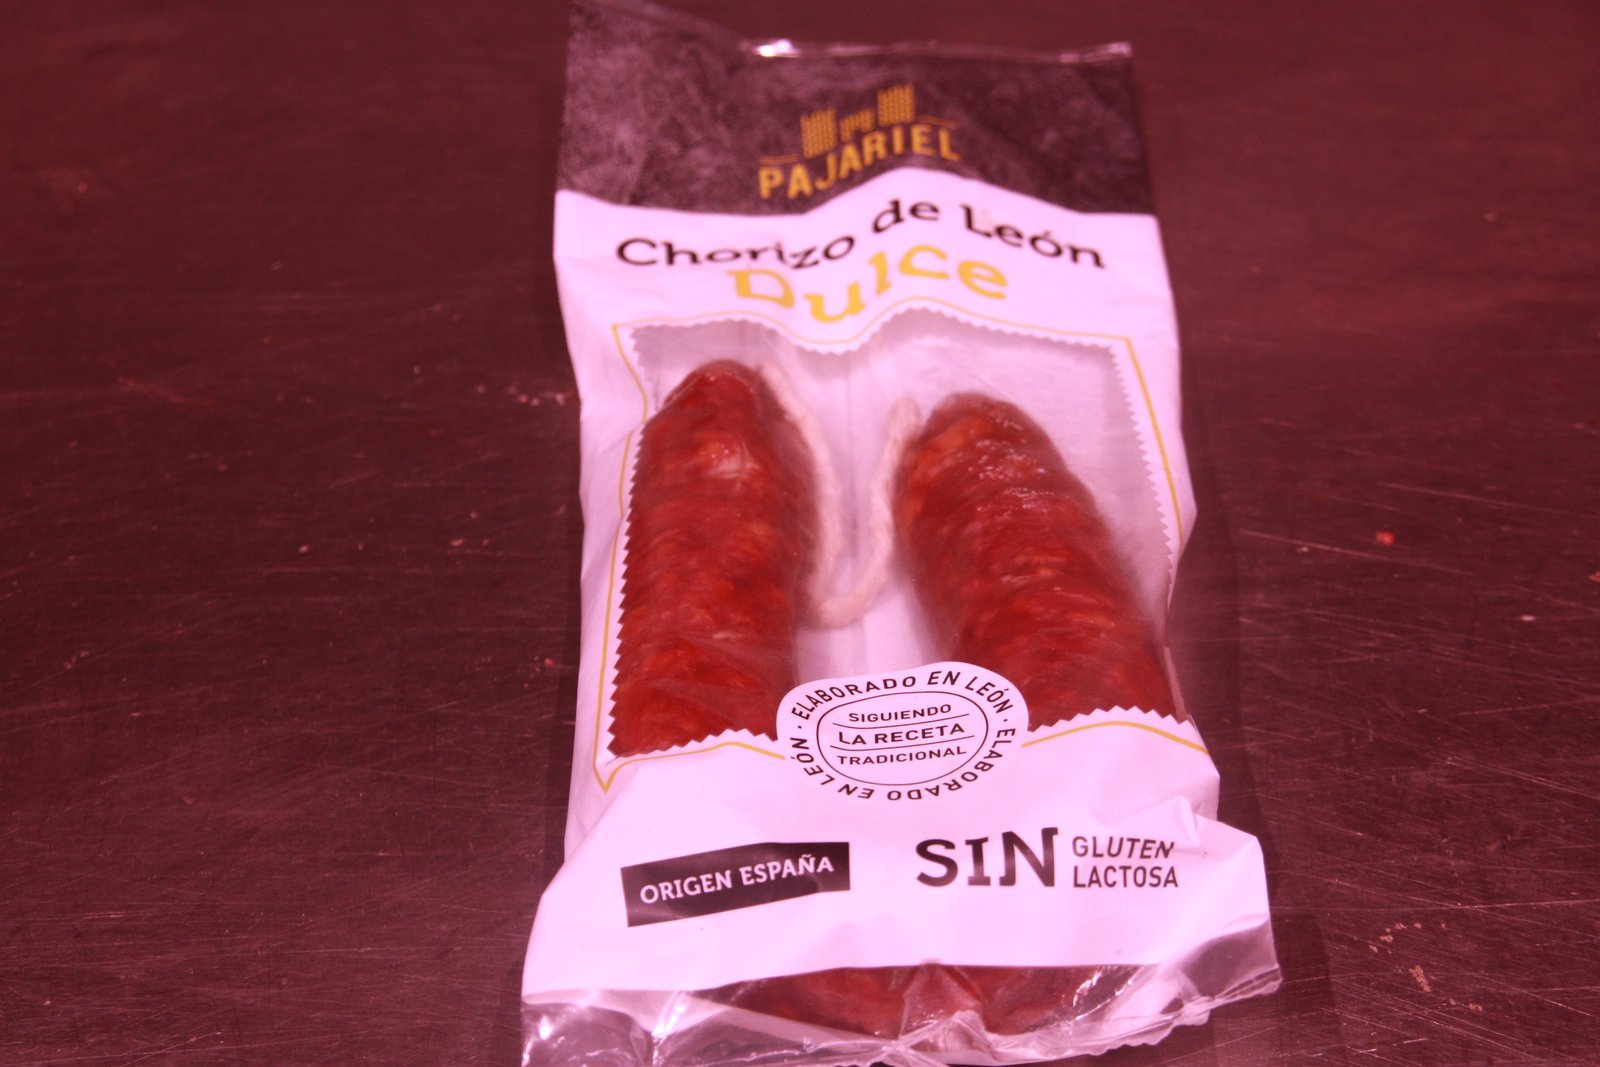 PAJARIEL
Chorizo de León
Dulce
· ELABORADO EN LEÓN · ELABORADO EN LEÓN
SIGUIENDO
LA RECETA
TRADICIONAL
ORIGEN ESPAÑA
SIN GLUTEN
LACTOSA